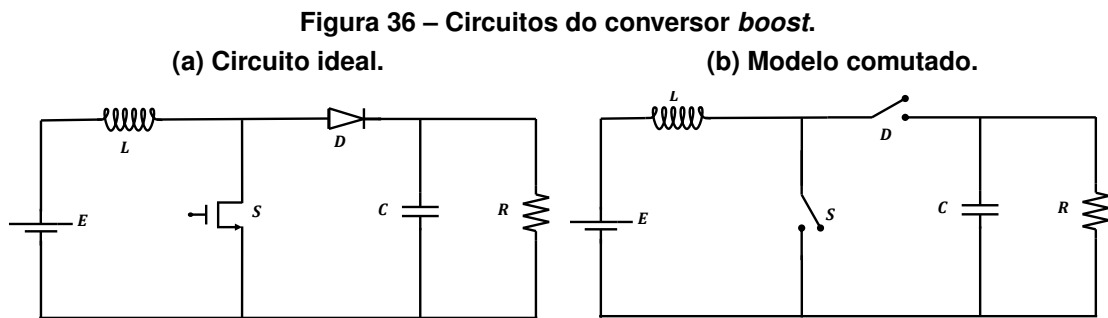 Figura 36 – Circuitos do conversor boost.
(a) Circuito ideal.
(b) Modelo comutado.
L
D
E
S
C
R
L
D
E
S
C
R